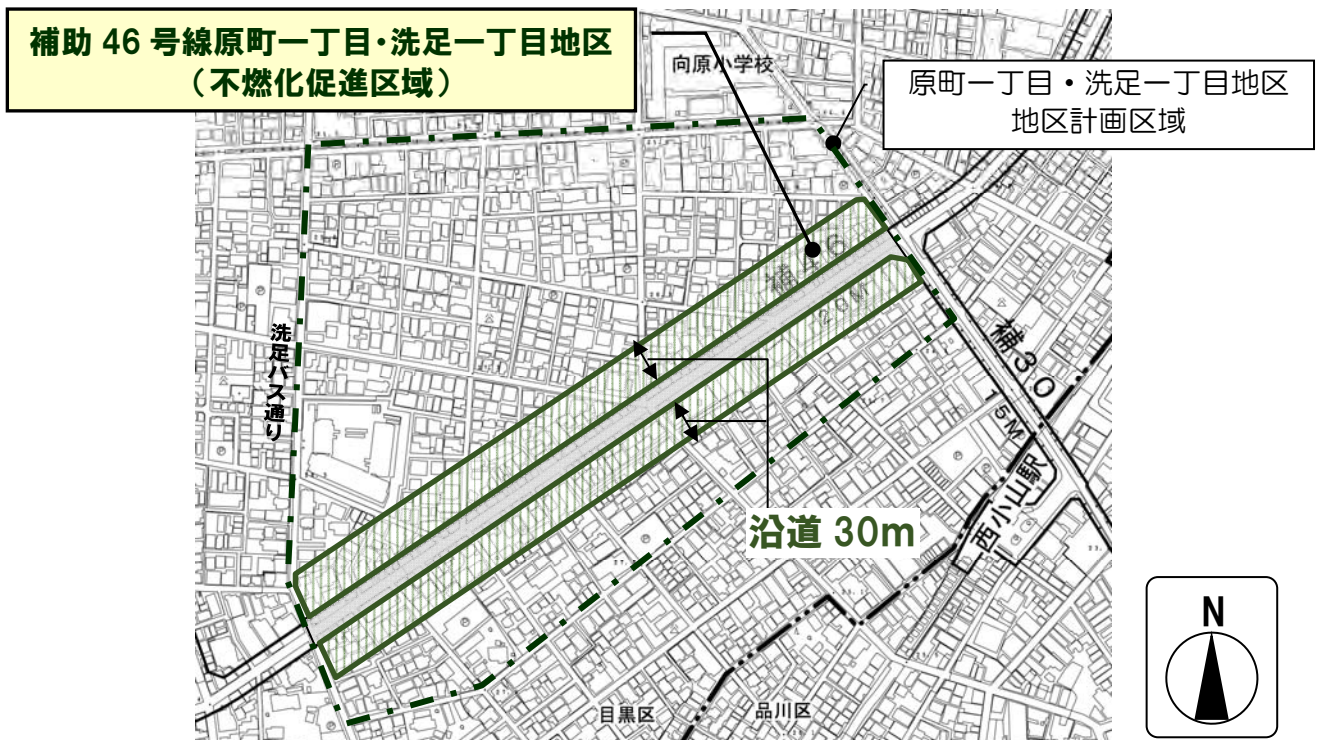 補助 46 号線原町一丁目・洗足一丁目地区
（不燃化促進区域）
向原小学校
原町一丁目・洗足一丁目地区
地区計画区域
補46
20M
洗足バス通り
補30
15M
西小山駅
沿道 30m
目黒区
品川区
N